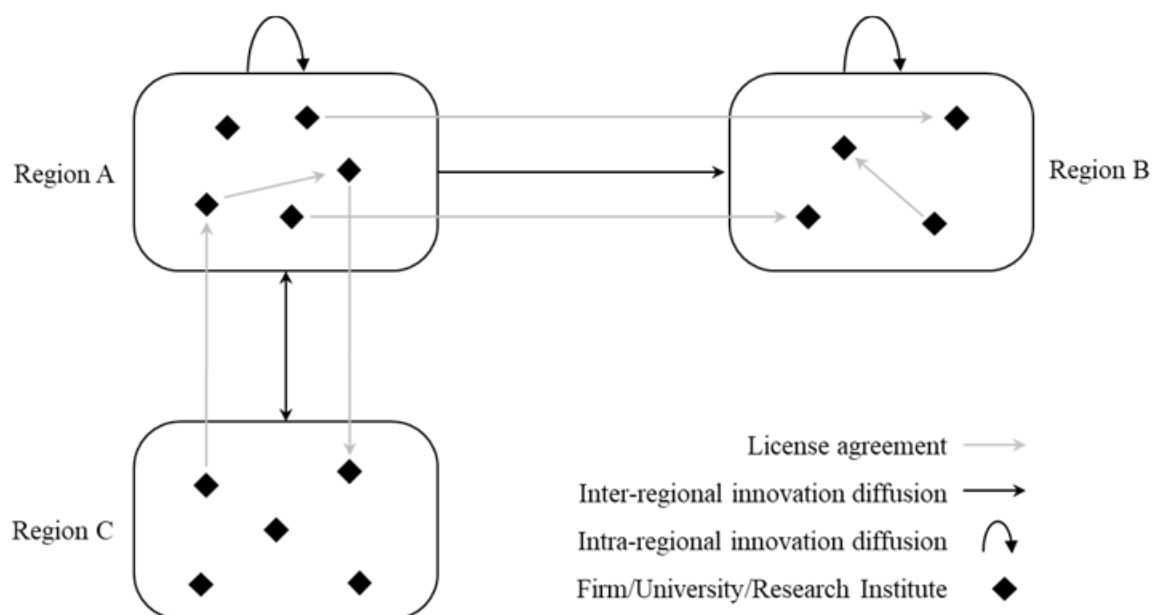 Region A
Region B
Region C
License agreement
Inter-regional innovation diffusion
Intra-regional innovation diffusion
Firm/University/Research Institute